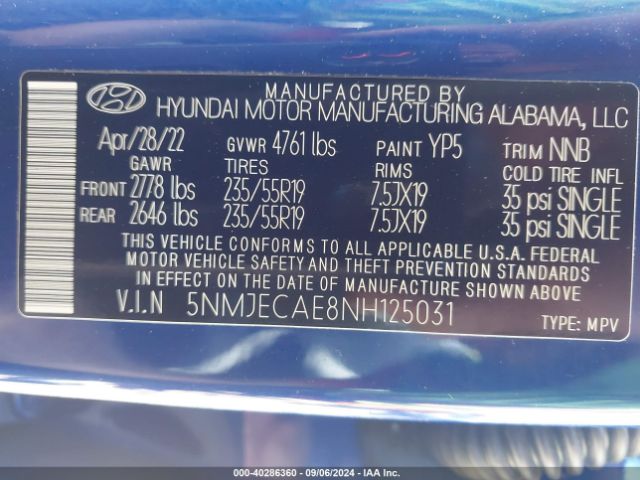 MANUFACTURED BY
HYUNDAI MOTOR MANUFACTURING ALABAMA, LLC
Apr/28/22 GVWR 4761 lbs PAINT YP5 TRIM NNB
GAWR TIRES RIMS COLD TIRE INFL
FRONT 2778 lbs 235/55R19 7.5JX19 35 psi SINGLE
REAR 2646 lbs 235/55R19 7.5JX19 35 psi SINGLE
THIS VEHICLE CONFORMS TO ALL APPLICABLE U.S.A. FEDERAL
MOTOR VEHICLE SAFETY AND THEFT PREVENTION STANDARDS
IN EFFECT ON THE DATE OF MANUFACTURE SHOWN ABOVE.
V.I.N 5NMJECAE8NH125031 TYPE: MPV
000-40286360 - 09/06/2024 - IAA Inc.